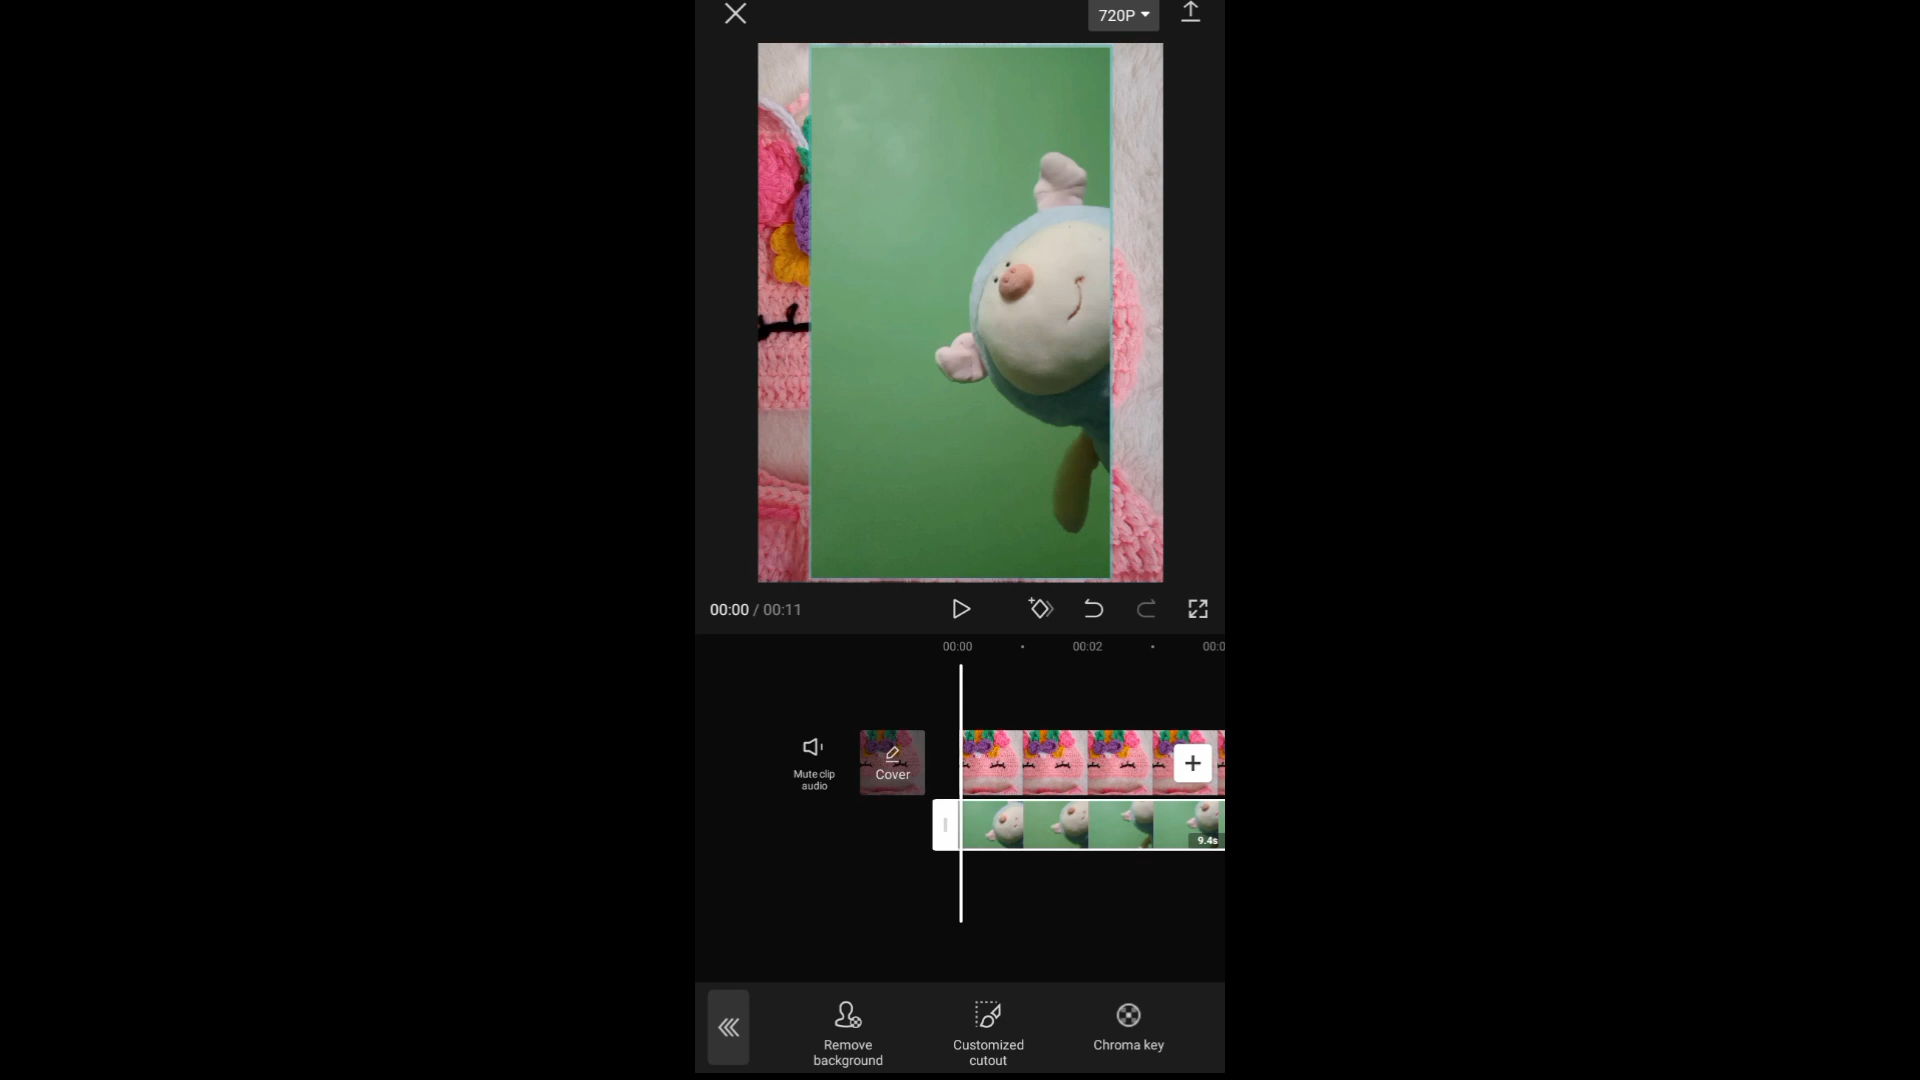 720P
00:00 / 00:11
00:00
00:02
00:0
Mute clip
audio
Cover
9.4s
Remove
background
Customized
cutout
Chroma key